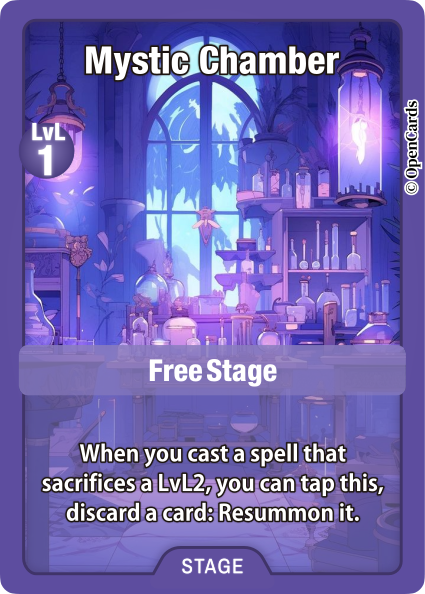 Mystic Chamber
LvL
1
© OpenCards
Free Stage
When you cast a spell that
sacrifices a LvL2, you can tap this,
discard a card: Resummon it.
STAGE